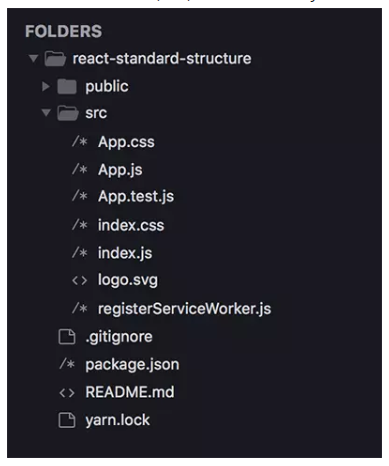 FOLDERS
react-standard-structure
public
src
/* App.css
/* App.js
/* App.test.js
/* index.css
/* index.js
<> logo.svg
/* registerServiceWorker.js
.gitignore
/* package.json
<> README.md
yarn.lock